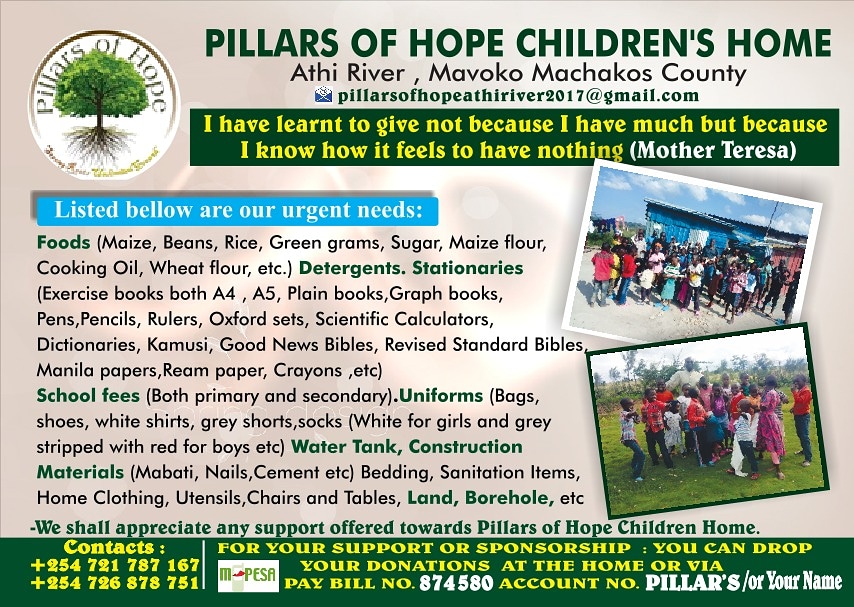 Pillars of Hope
PILLARS OF HOPE CHILDREN'S HOME
Athi River , Mavoko Machakos County
pillarsofhopeathiriver2017@gmail.com
I have learnt to give not because I have much but because
I know how it feels to have nothing (Mother Teresa)
Listed bellow are our urgent needs:
Foods (Maize, Beans, Rice, Green grams, Sugar, Maize flour,
Cooking Oil, Wheat flour, etc.) Detergents. Stationaries
(Exercise books both A4 , A5, Plain books,Graph books,
Pens,Pencils, Rulers, Oxford sets, Scientific Calculators,
Dictionaries, Kamusi, Good News Bibles, Revised Standard Bibles,
Manila papers,Ream paper, Crayons ,etc)
School fees (Both primary and secondary).Uniforms (Bags,
shoes, white shirts, grey shorts,socks (White for girls and grey
stripped with red for boys etc) Water Tank, Construction
Materials (Mabati, Nails,Cement etc) Bedding, Sanitation Items,
Home Clothing, Utensils,Chairs and Tables, Land, Borehole, etc
-We shall appreciate any support offered towards Pillars of Hope Children Home.
Contacts :
+254 721 787 167
+254 726 878 751
M-PESA
FOR YOUR SUPPORT OR SPONSORSHIP : YOU CAN DROP
YOUR DONATIONS AT THE HOME OR VIA
PAY BILL NO. 874580 ACCOUNT NO. PILLAR'S /or Your Name